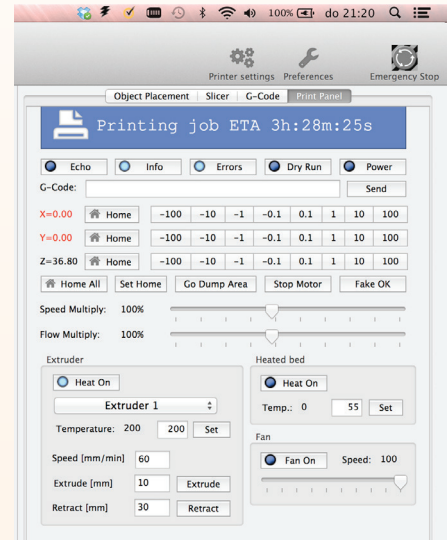 100% do 21:20
Printer settings Preferences Emergency Stop
Object Placement Slicer G-Code Print Panel
Printing job ETA 3h:28m:25s
Echo Info Errors Dry Run Power
G-Code: Send
X=0.00 Home -100 -10 -1 -0.1 0.1 1 10 100
Y=0.00 Home -100 -10 -1 -0.1 0.1 1 10 100
Z=36.80 Home -100 -10 -1 -0.1 0.1 1 10 100
Home All Set Home Go Dump Area Stop Motor Fake OK
Speed Multiply: 100%
Flow Multiply: 100%
Extruder
Heat On
Extruder 1
Temperature: 200 200 Set
Speed [mm/min] 60
Extrude [mm] 10 Extrude
Retract [mm] 30 Retract
Heated bed
Heat On
Temp.: 0 55 Set
Fan
Fan On Speed: 100